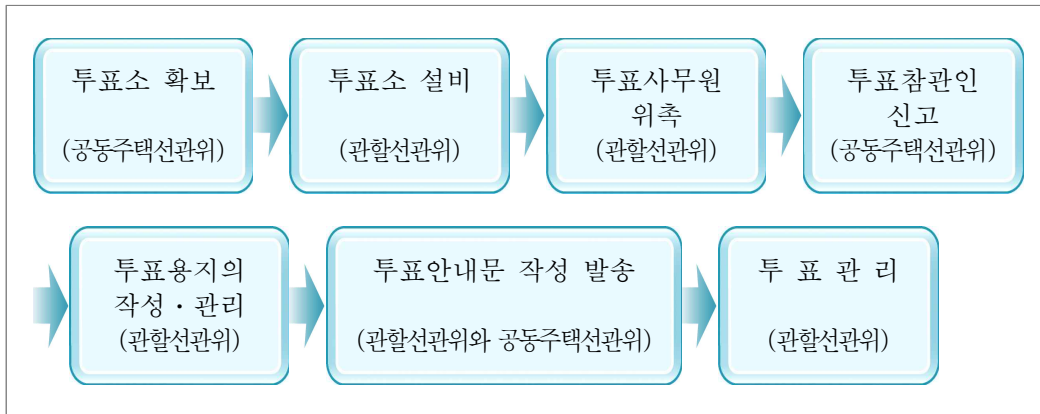 투표소 확보
(공동주택선관위)
투표소 설비
(관할선관위)
투표사무원
위촉
(관할선관위)
투표참관인
신고
(공동주택선관위)
투표용지의
작성·관리
(관할선관위)
투표안내문 작성 발송
(관할선관위와 공동주택선관위)
투 표 관 리
(관할선관위)